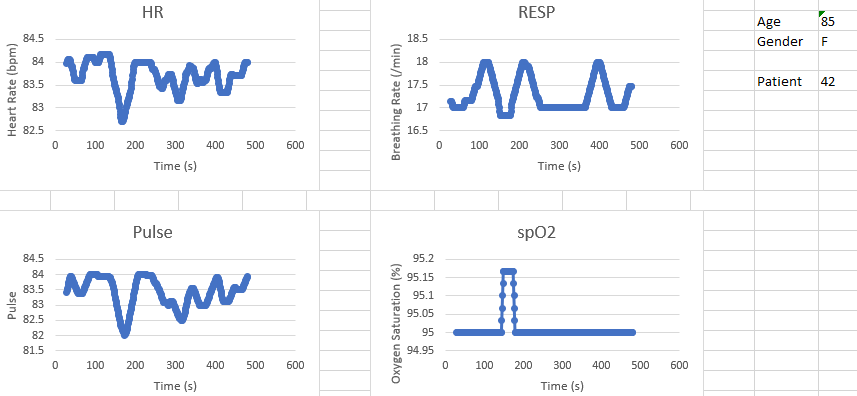 HR
84.5
84
83.5
83
82.5
0 100 200 300 400 500 600
Heart Rate (bpm)
Time (s)
RESP
18.5
18
17.5
17
16.5
0 100 200 300 400 500 600
Breathing Rate (/min)
Time (s)
Age 85
Gender F
Patient 42
Pulse
84.5
84
83.5
83
82.5
82
81.5
0 100 200 300 400 500 600
Pulse
Time (s)
spO2
95.2
95.15
95.1
95.05
95
94.95
0 100 200 300 400 500 600
Oxygen Saturation (%)
Time (s)